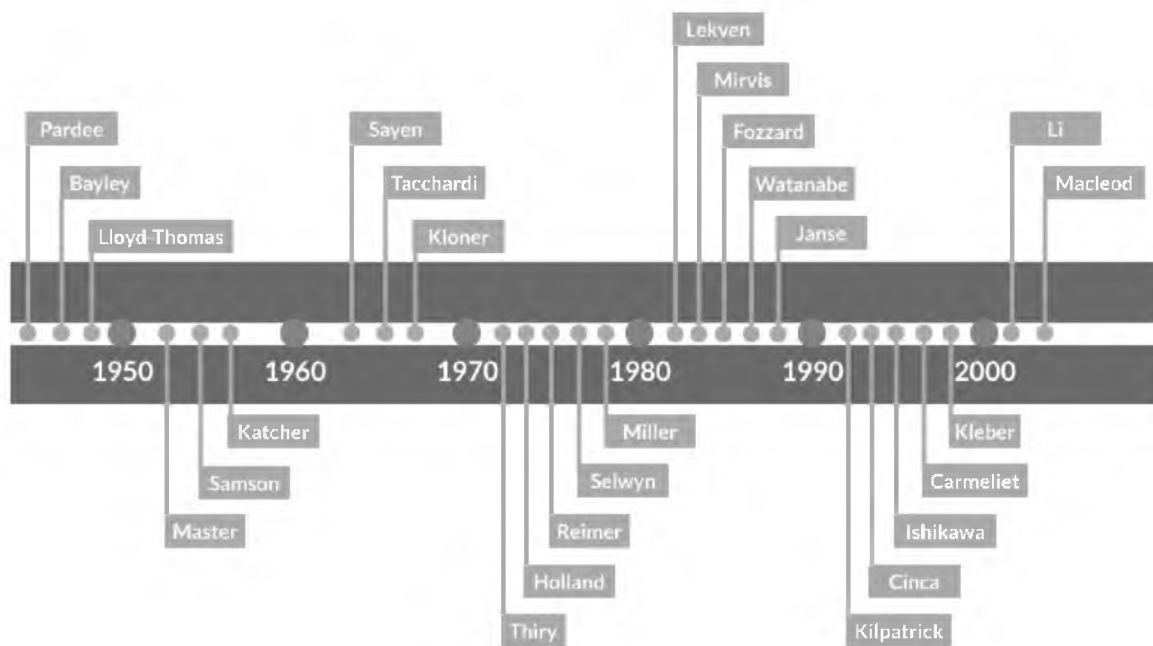 Lekven
Mirvis
Pardee
Sayen
Fozzard
Li
Bayley
Tacchardi
Watanabe
Macleod
Lloyd-Thomas
Kloner
Janse
1950
1960
1970
1980
1990
2000
Katcher
Miller
Kleber
Samson
Selwyn
Carmeliet
Master
Reimer
Ishikawa
Holland
Cinca
Thiry
Kilpatrick